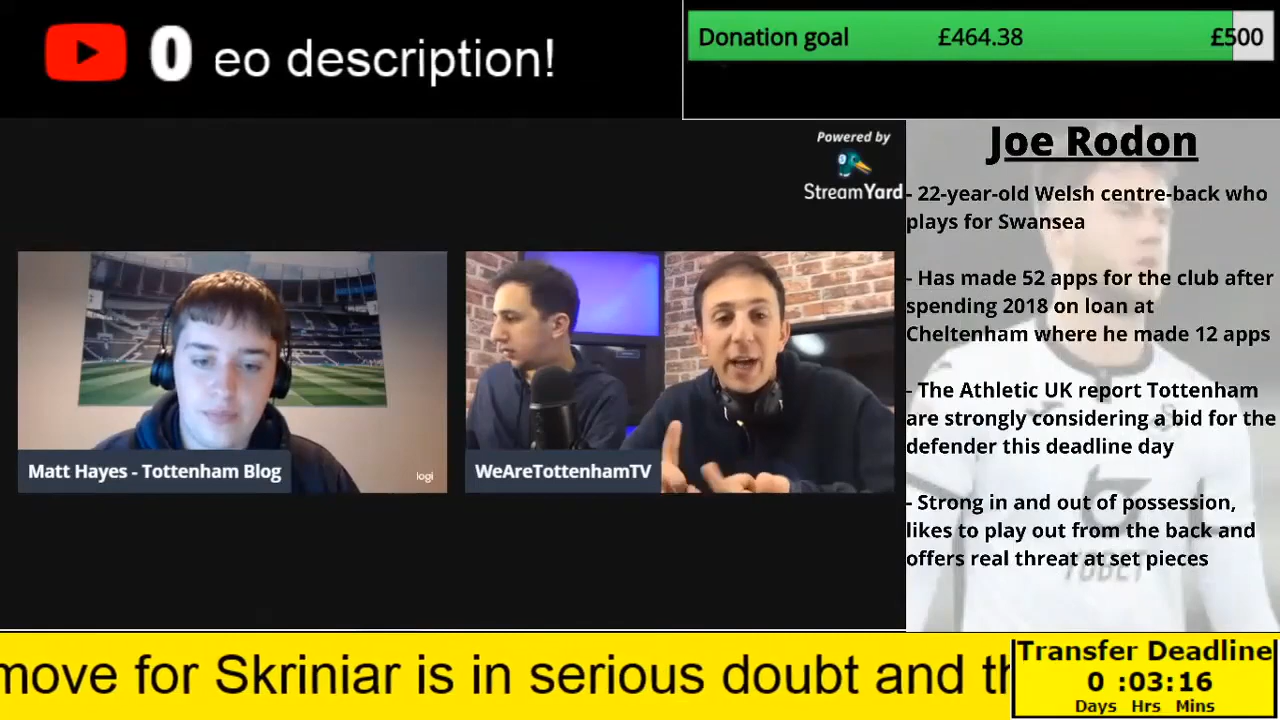 0 eo description!
Donation goal £464.38 £500
Powered by
StreamYard
Joe Rodon
- 22-year-old Welsh centre-back who
plays for Swansea
- Has made 52 apps for the club after
spending 2018 on loan at
Cheltenham where he made 12 apps
- The Athletic UK report Tottenham
are strongly considering a bid for the
defender this deadline day
- Strong in and out of possession,
likes to play out from the back and
offers real threat at set pieces
Matt Hayes - Tottenham Blog
logi
WeAreTottenhamTV
move for Skriniar is in serious doubt and th
Transfer Deadline
0 :03:16
Days Hrs Mins